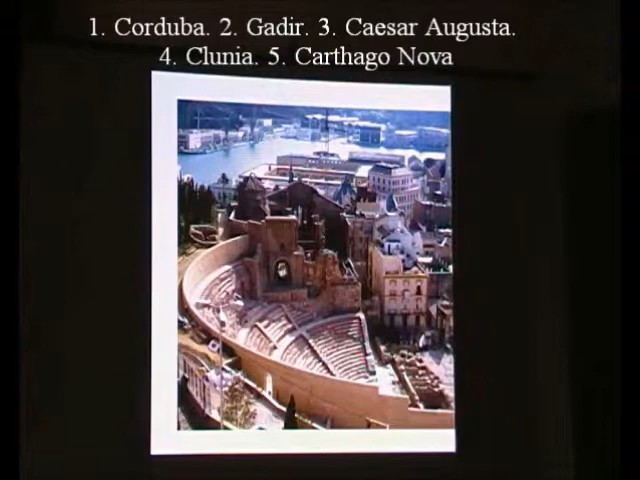 1. Corduba. 2. Gadir. 3. Caesar Augusta.
4. Clunia. 5. Carthago Nova